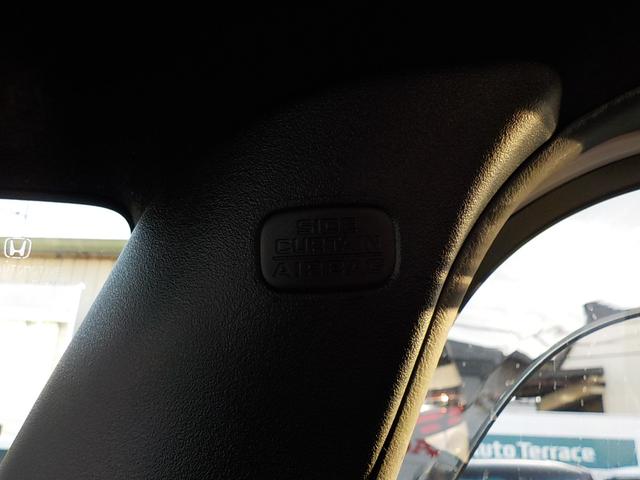 SIDE
CURTAIN
AIRBAG
Auto Terrace